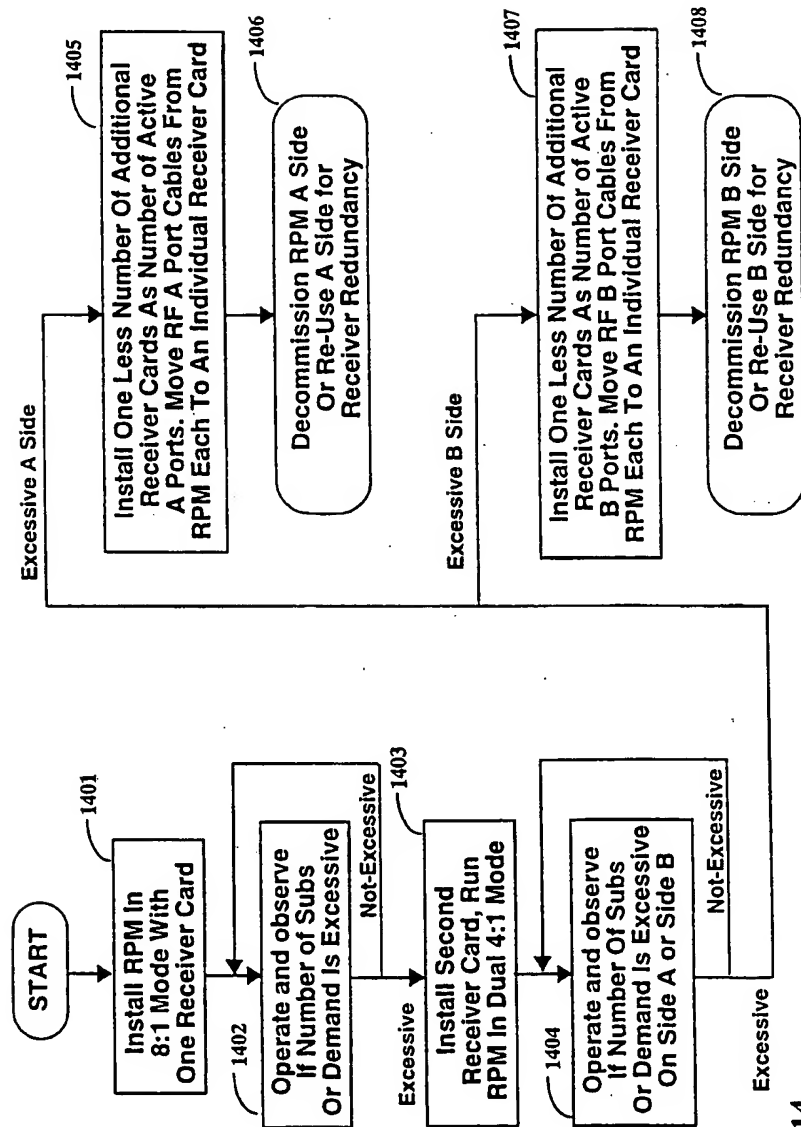 START
1401
Install RPM In
8:1 Mode With
One Receiver Card
1402
Operate and observe
If Number of Subs
Or Demand Is Excessive
Not-Excessive
Excessive
1403
Install Second
Receiver Card, Run
RPM In Dual 4:1 Mode
1404
Operate and observe
If Number Of Subs
Or Demand Is Excessive
On Side A or Side B
Not-Excessive
Excessive
Excessive A Side
1405
Install One Less Number Of Additional
Receiver Cards As Number of Active
A Ports. Move RF A Port Cables From
RPM Each To An Individual Receiver Card
1406
Decommission RPM A Side
Or Re-Use A Side for
Receiver Redundancy
Excessive B Side
1407
Install One Less Number Of Additional
Receiver Cards As Number of Active
B Ports. Move RF B Port Cables From
RPM Each To An Individual Receiver Card
1408
Decommission RPM B Side
Or Re-Use B Side for
Receiver Redundancy
14